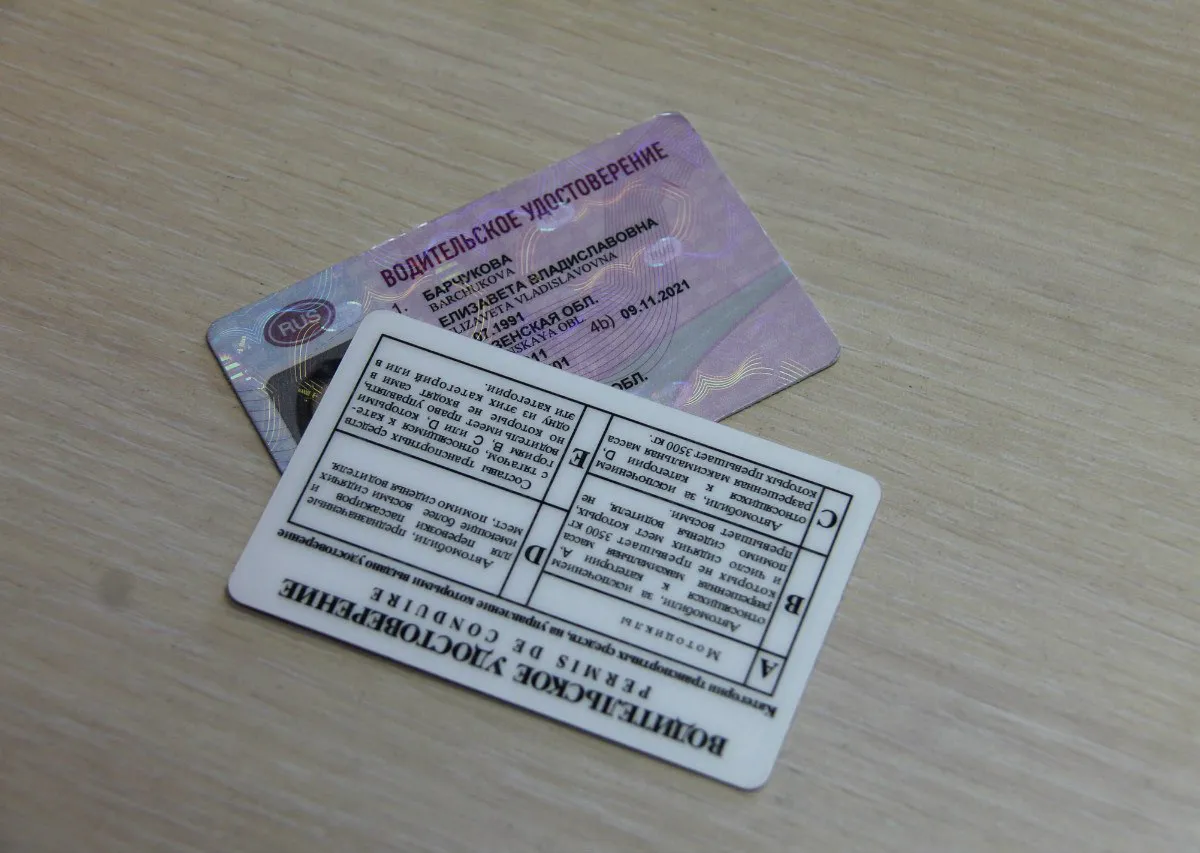 ВОДИТЕЛЬСКОЕ УДОСТОВЕРЕНИЕ
RUS
1. БАРЧУКОВА
BARCHUKOVA
ЕЛИЗАВЕТА ВЛАДИСЛАВОВНА
ELIZAVETA VLADISLAVOVNA
07.1991
ЗЕНСКАЯ ОБЛ.
NSKAYA OBL.
11 4b) 09.11.2021
01
ОБЛ.
ВОДИТЕЛЬСКОЕ УДОСТОВЕРЕНИЕ
PERMIS DE CONDUIRE
Категории транспортных средств, на управление которыми выдано удостоверение
A
Мотоциклы
B
Автомобили, за исключением
относящихся к категории A,
разрешенная максимальная масса
которых не превышает 3500 кг
и число сидячих мест которых,
помимо сиденья водителя, не
превышает восьми.
C
Автомобили, за исключением
относящихся к категории D,
разрешенная максимальная масса
которых превышает 3500 кг.
D
Автомобили, предназначенные
для перевозки пассажиров и
имеющие более восьми сидячих
мест, помимо сиденья водителя.
E
Составы транспортных средств
с тягачом, относящимся к кате-
гориям B, C или D, которыми
водитель имеет право управлять,
но которые не входят сами в
одну из этих категорий или в
эти категории.